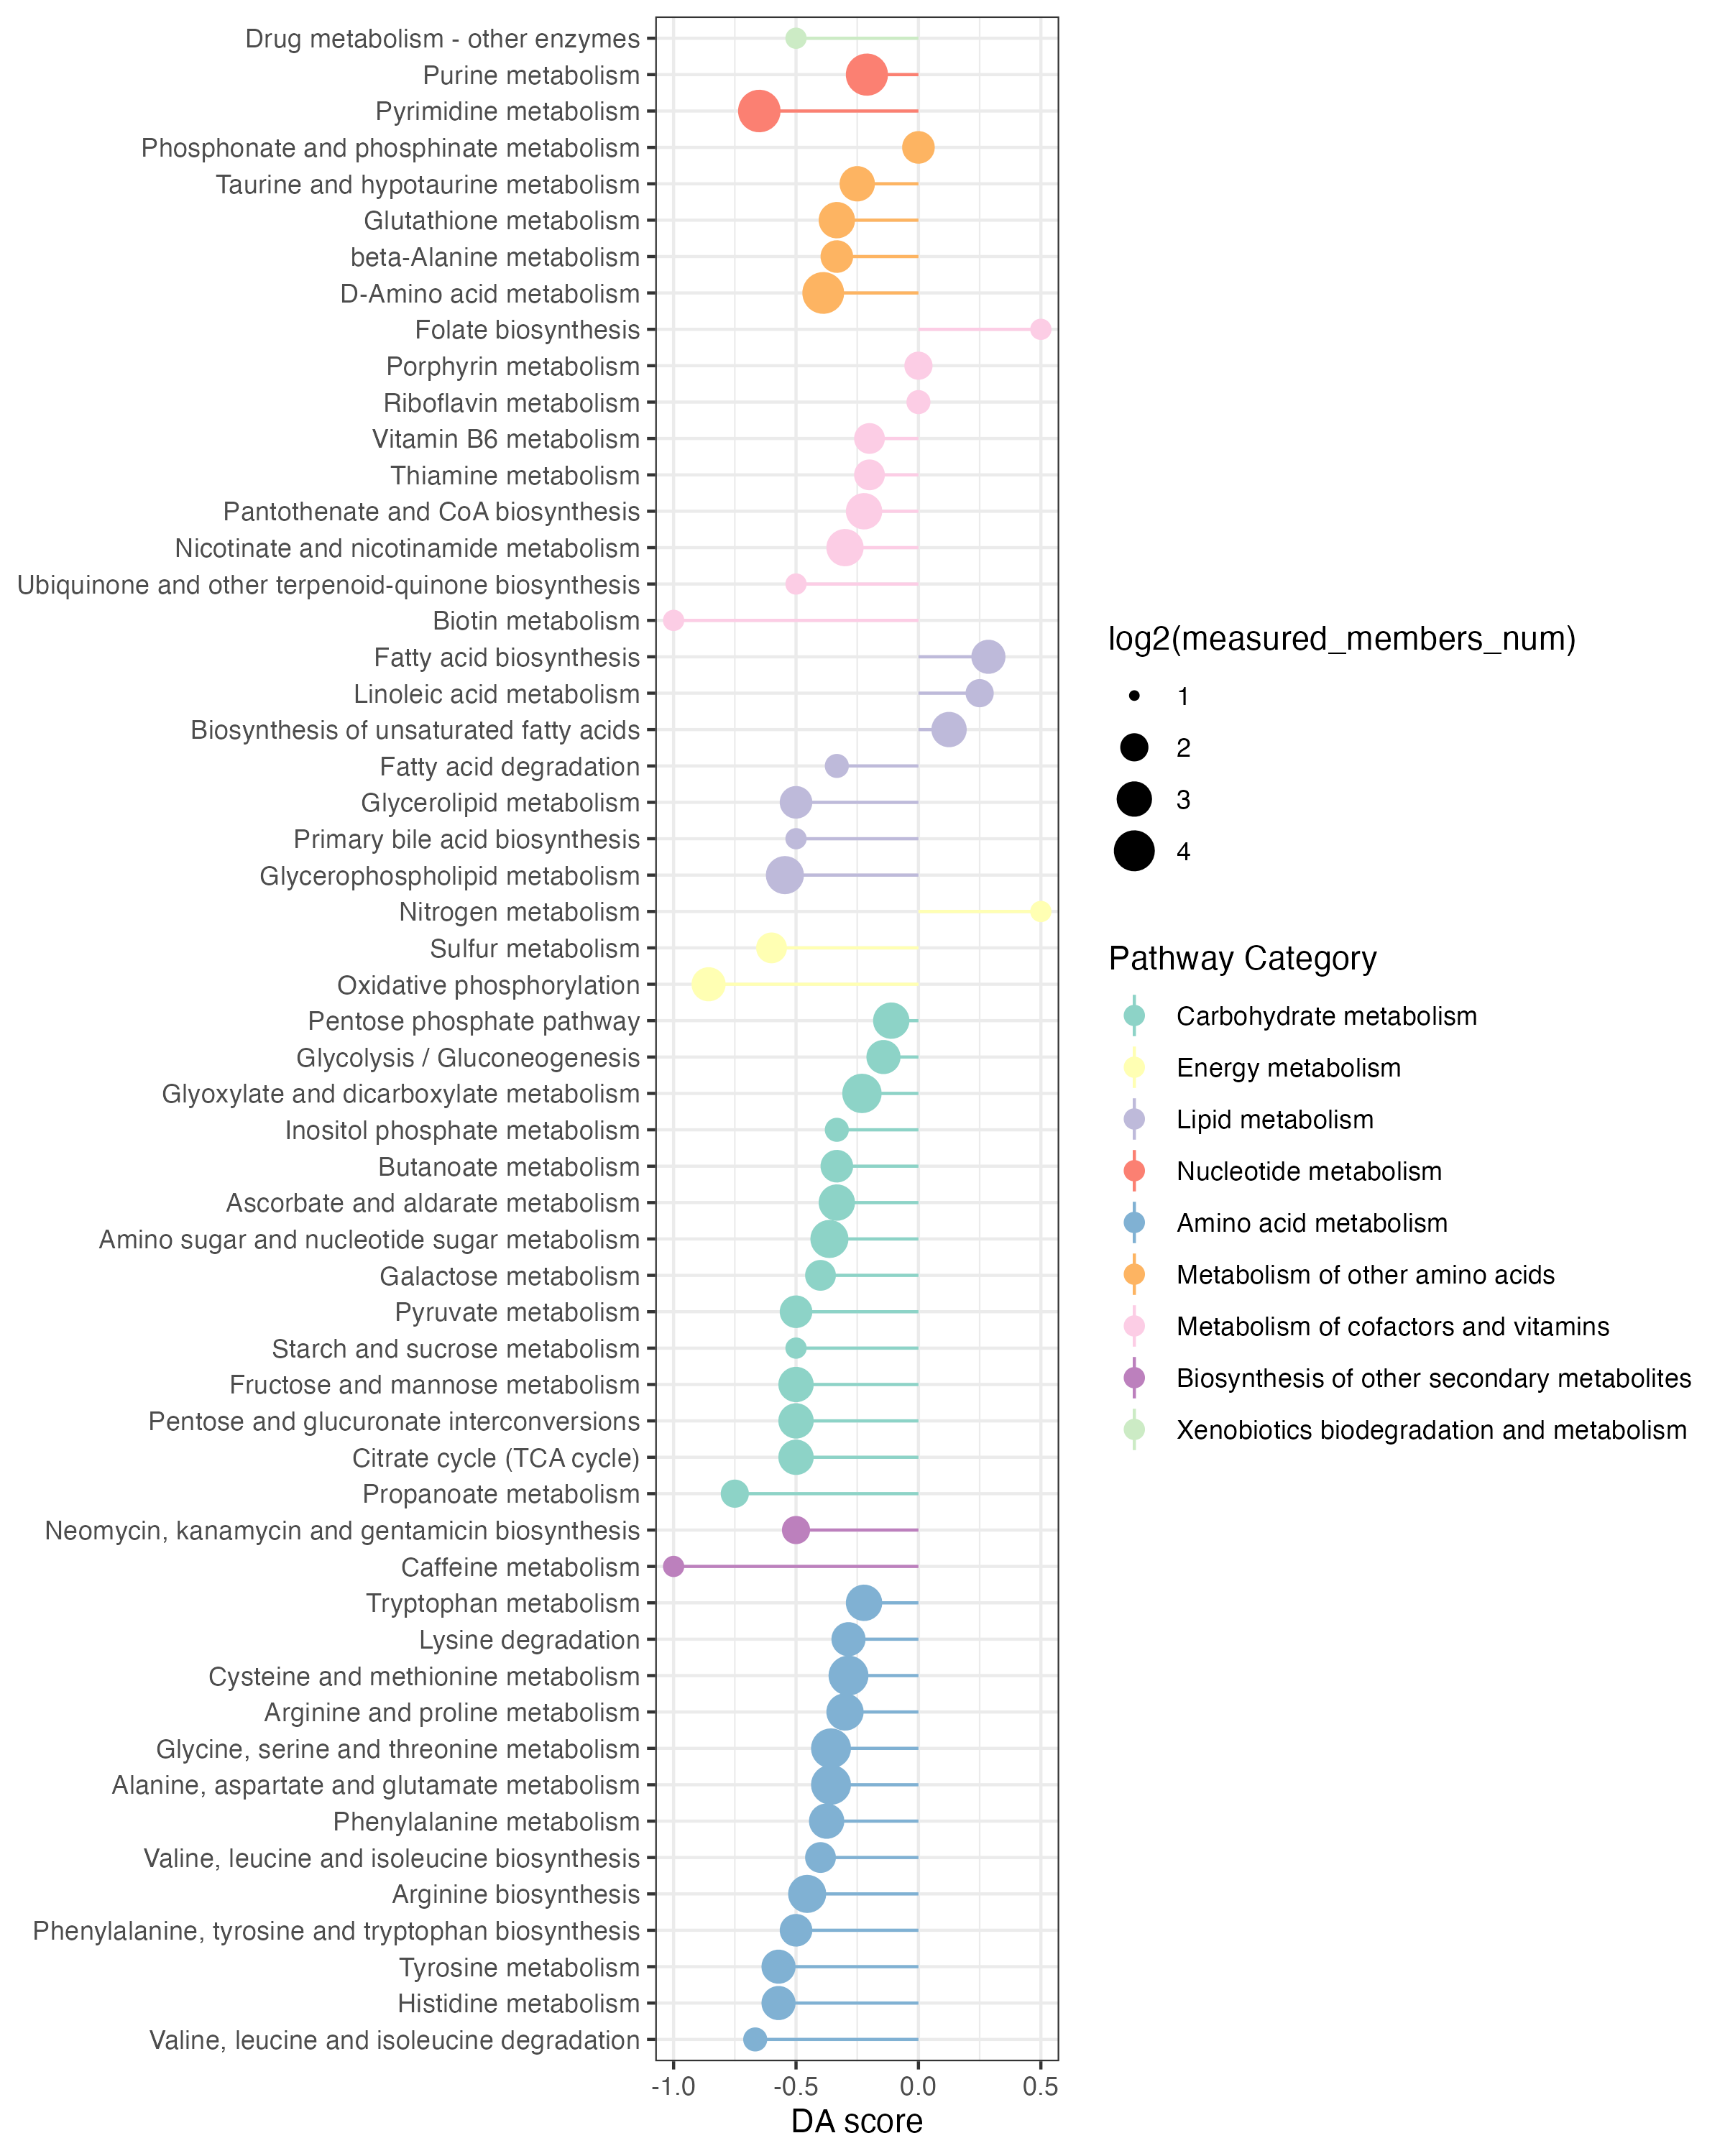 Drug metabolism - other enzymes
Purine metabolism
Pyrimidine metabolism
Phosphonate and phosphinate metabolism
Taurine and hypotaurine metabolism
Glutathione metabolism
beta-Alanine metabolism
D-Amino acid metabolism
Folate biosynthesis
Porphyrin metabolism
Riboflavin metabolism
Vitamin B6 metabolism
Thiamine metabolism
Pantothenate and CoA biosynthesis
Nicotinate and nicotinamide metabolism
Ubiquinone and other terpenoid-quinone biosynthesis
Biotin metabolism
Fatty acid biosynthesis
Linoleic acid metabolism
Biosynthesis of unsaturated fatty acids
Fatty acid degradation
Glycerolipid metabolism
Primary bile acid biosynthesis
Glycerophospholipid metabolism
Nitrogen metabolism
Sulfur metabolism
Oxidative phosphorylation
Pentose phosphate pathway
Glycolysis / Gluconeogenesis
Glyoxylate and dicarboxylate metabolism
Inositol phosphate metabolism
Butanoate metabolism
Ascorbate and aldarate metabolism
Amino sugar and nucleotide sugar metabolism
Galactose metabolism
Pyruvate metabolism
Starch and sucrose metabolism
Fructose and mannose metabolism
Pentose and glucuronate interconversions
Citrate cycle (TCA cycle)
Propanoate metabolism
Neomycin, kanamycin and gentamicin biosynthesis
Caffeine metabolism
Tryptophan metabolism
Lysine degradation
Cysteine and methionine metabolism
Arginine and proline metabolism
Glycine, serine and threonine metabolism
Alanine, aspartate and glutamate metabolism
Phenylalanine metabolism
Valine, leucine and isoleucine biosynthesis
Arginine biosynthesis
Phenylalanine, tyrosine and tryptophan biosynthesis
Tyrosine metabolism
Histidine metabolism
Valine, leucine and isoleucine degradation
-1.0 -0.5 0.0 0.5
DA score
log2(measured_members_num)
1
2
3
4
Pathway Category
Carbohydrate metabolism
Energy metabolism
Lipid metabolism
Nucleotide metabolism
Amino acid metabolism
Metabolism of other amino acids
Metabolism of cofactors and vitamins
Biosynthesis of other secondary metabolites
Xenobiotics biodegradation and metabolism